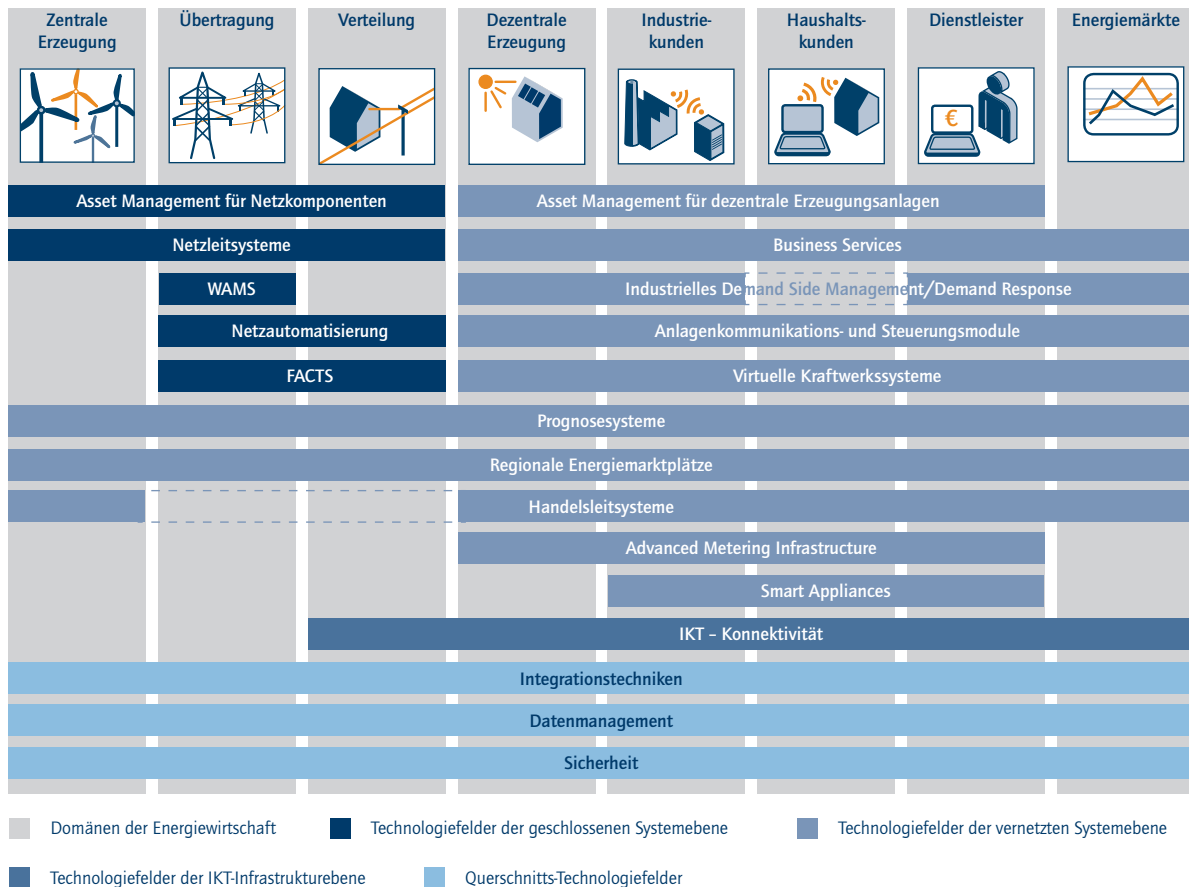 Zentrale
Erzeugung
Übertragung
Verteilung
Dezentrale
Erzeugung
Industrie-
kunden
Haushalts-
kunden
Dienstleister
Energiemärkte
€
Asset Management für Netzkomponenten
Asset Management für dezentrale Erzeugungsanlagen
Netzleitsysteme
Business Services
WAMS
Industrielles Demand Side Management/Demand Response
Netzautomatisierung
Anlagenkommunikations- und Steuerungsmodule
FACTS
Virtuelle Kraftwerkssysteme
Prognosesysteme
Regionale Energiemarktplätze
Handelsleitsysteme
Advanced Metering Infrastructure
Smart Appliances
IKT – Konnektivität
Integrationstechniken
Datenmanagement
Sicherheit
Domänen der Energiewirtschaft
Technologiefelder der geschlossenen Systemebene
Technologiefelder der vernetzten Systemebene
Technologiefelder der IKT-Infrastrukturebene
Querschnitts-Technologiefelder